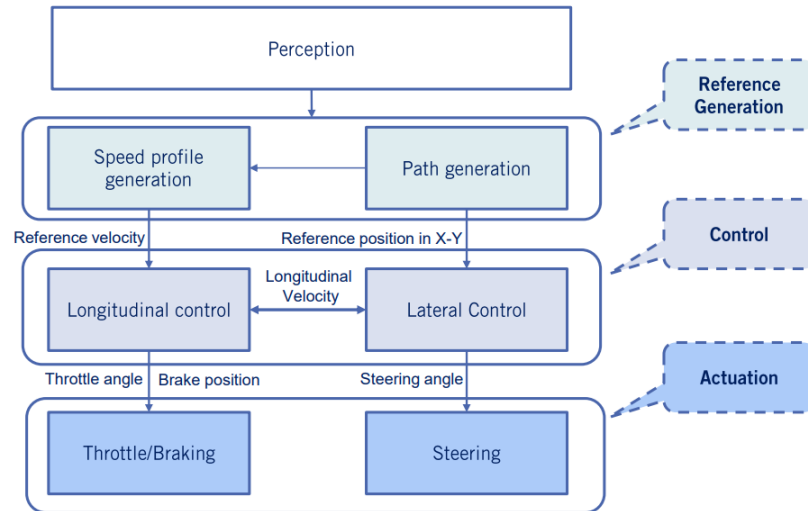 Perception
Reference
Generation
Speed profile
generation
Path generation
Reference velocity
Reference position in X-Y
Control
Longitudinal control
Longitudinal
Velocity
Lateral Control
Throttle angle
Brake position
Steering angle
Actuation
Throttle/Braking
Steering